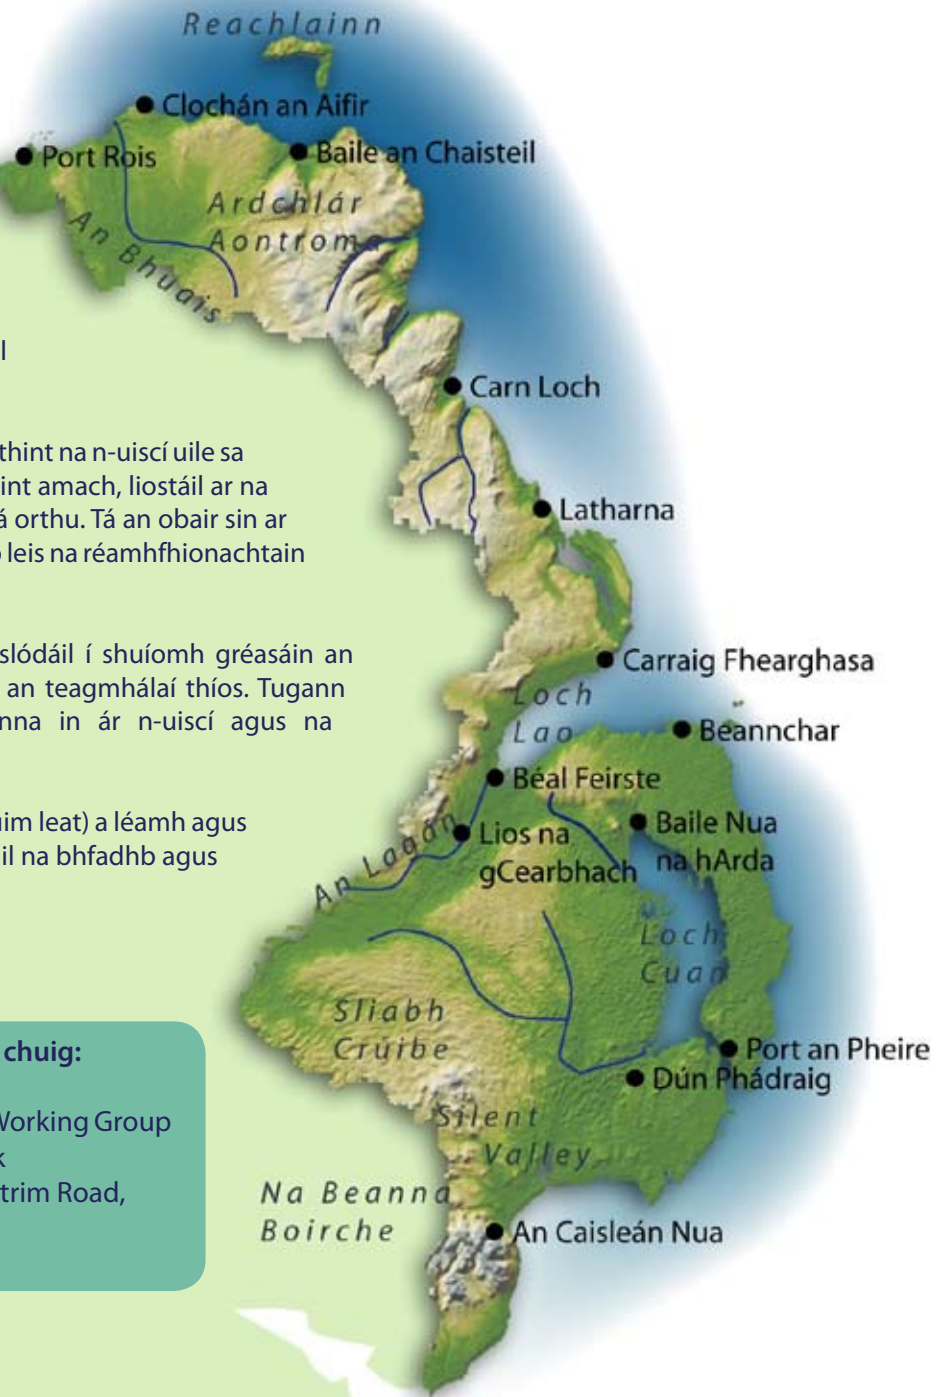 Reachlainn
Clochán an Aifir
Port Rois
Baile an Chaisteil
Ardchlár
Aontroma
An Bhuais
l
Carn Loch
thint na n-uiscí uile sa
int amach, liostáil ar na
á orthu. Tá an obair sin ar
leis na réamhfhionachtain
Latharna
slódáil í shuíomh gréasáin an
an teagmhálaí thíos. Tugann
nna in ár n-uiscí agus na
Carraig Fhearghasa
Loch
Lao
Beannchar
Béal Feirste
uim leat) a léamh agus
il na bhfadhb agus
An Lagán
Lios na
gCearbhach
Baile Nua
na hArda
Loch
Cuan
Sliabh
Crúibe
Port an Pheire
Dún Phádraig
chuig:
Working Group
k
trim Road,
Silent
Valley
Na Beanna
Boirche
An Caisleán Nua